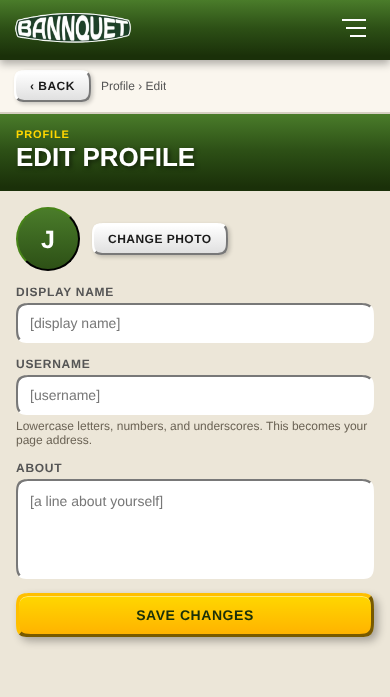 BANNQUET
‹ BACK
Profile › Edit
PROFILE
EDIT PROFILE
J
CHANGE PHOTO
DISPLAY NAME
[display name]
USERNAME
[username]
Lowercase letters, numbers, and underscores. This becomes your
page address.
ABOUT
[a line about yourself]
SAVE CHANGES